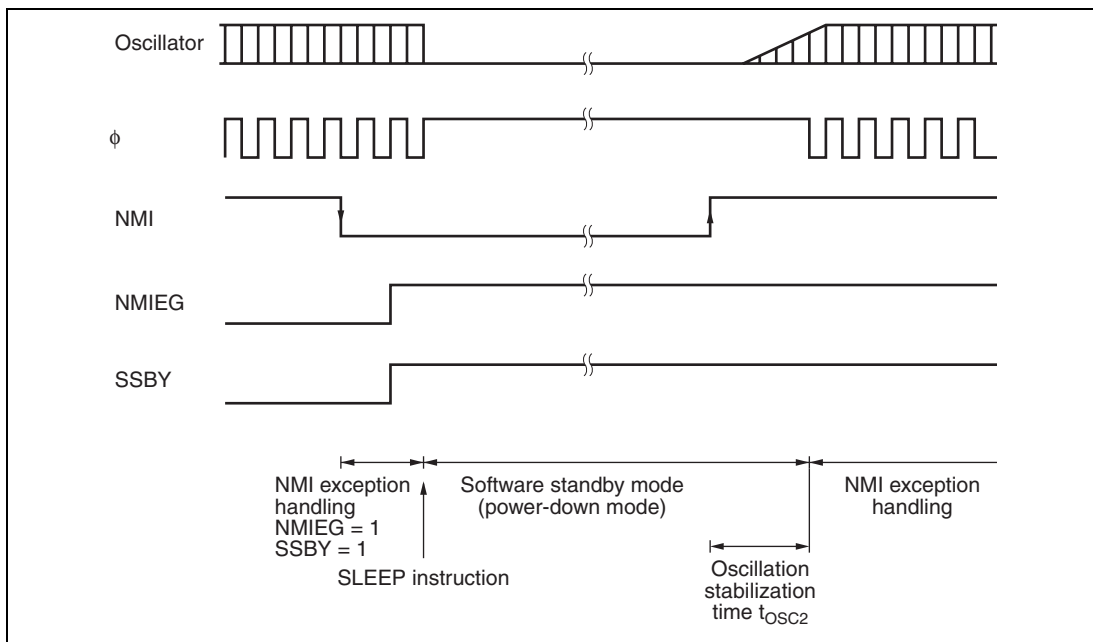 Oscillator
ϕ
NMI
NMIEG
SSBY
NMI exception
handling
NMIEG = 1
SSBY = 1
Software standby mode
(power-down mode)
NMI exception
handling
SLEEP instruction
Oscillation
stabilization
time tOSC2